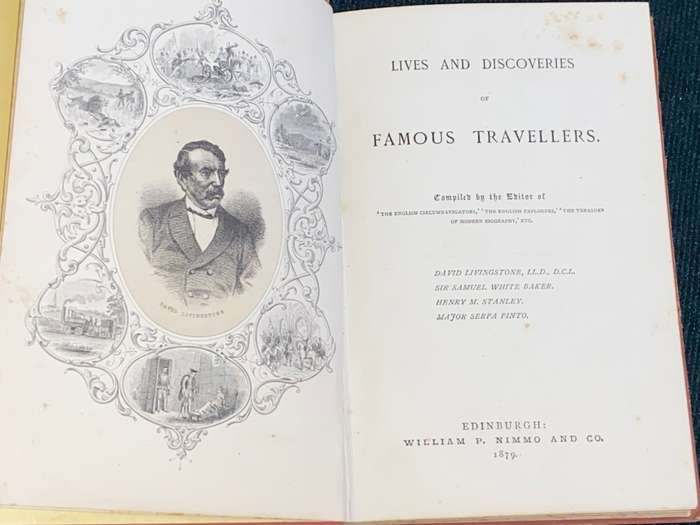 DAVID LIVINGSTONE
LIVES AND DISCOVERIES
OF
FAMOUS TRAVELLERS.
Compiled by the Editor of
'THE ENGLISH CIRCUMNAVIGATORS,' 'THE ENGLISH EXPLORERS,' 'THE TREASURY
OF MODERN BIOGRAPHY,' ETC.
DAVID LIVINGSTONE, LL.D., D.C.L.
SIR SAMUEL WHITE BAKER.
HENRY M. STANLEY.
MAJOR SERPA PINTO.
EDINBURGH:
WILLIAM P. NIMMO AND CO.
1879.